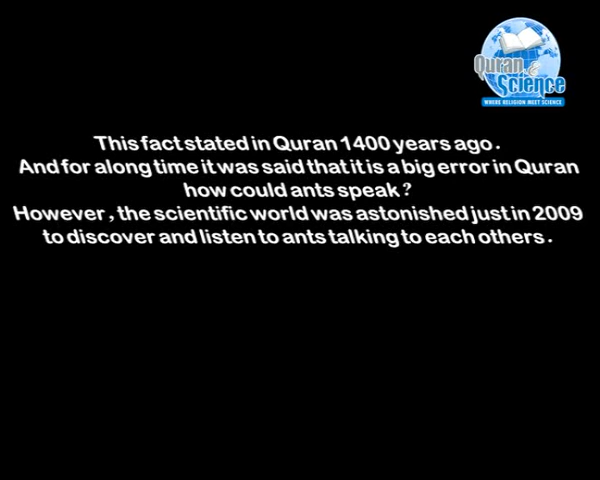 Quran &
Science
WHERE RELIGION MEET SCIENCE
This fact stated in Quran 1400 years ago .
And for along time it was said that it is a big error in Quran
how could ants speak ?
However , the scientific world was astonished just in 2009
to discover and listen to ants talking to each others .